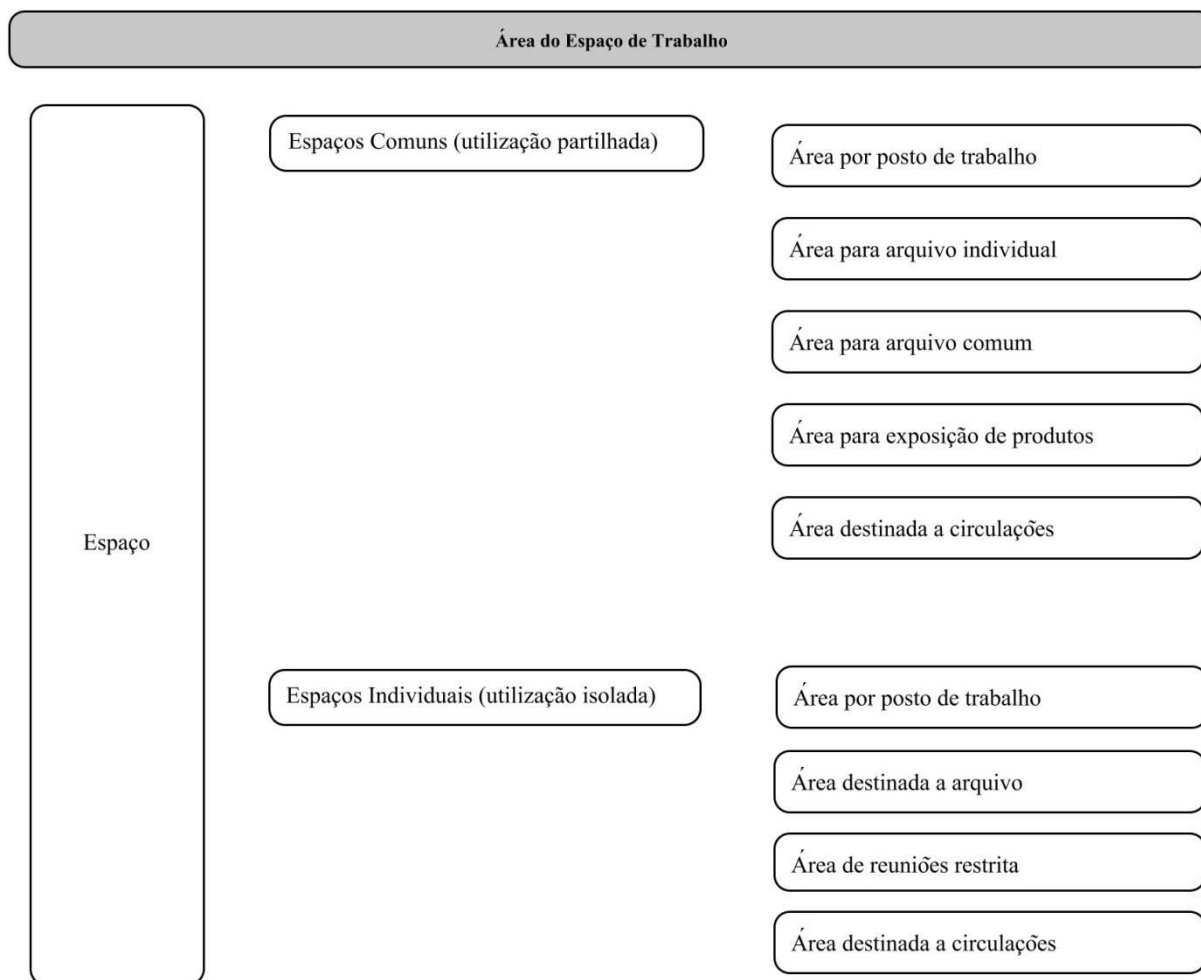 Área do Espaço de Trabalho
Espaço
Espaços Comuns (utilização partilhada)
Área por posto de trabalho
Área para arquivo individual
Área para arquivo comum
Área para exposição de produtos
Área destinada a circulações
Espaços Individuais (utilização isolada)
Área por posto de trabalho
Área destinada a arquivo
Área de reuniões restrita
Área destinada a circulações